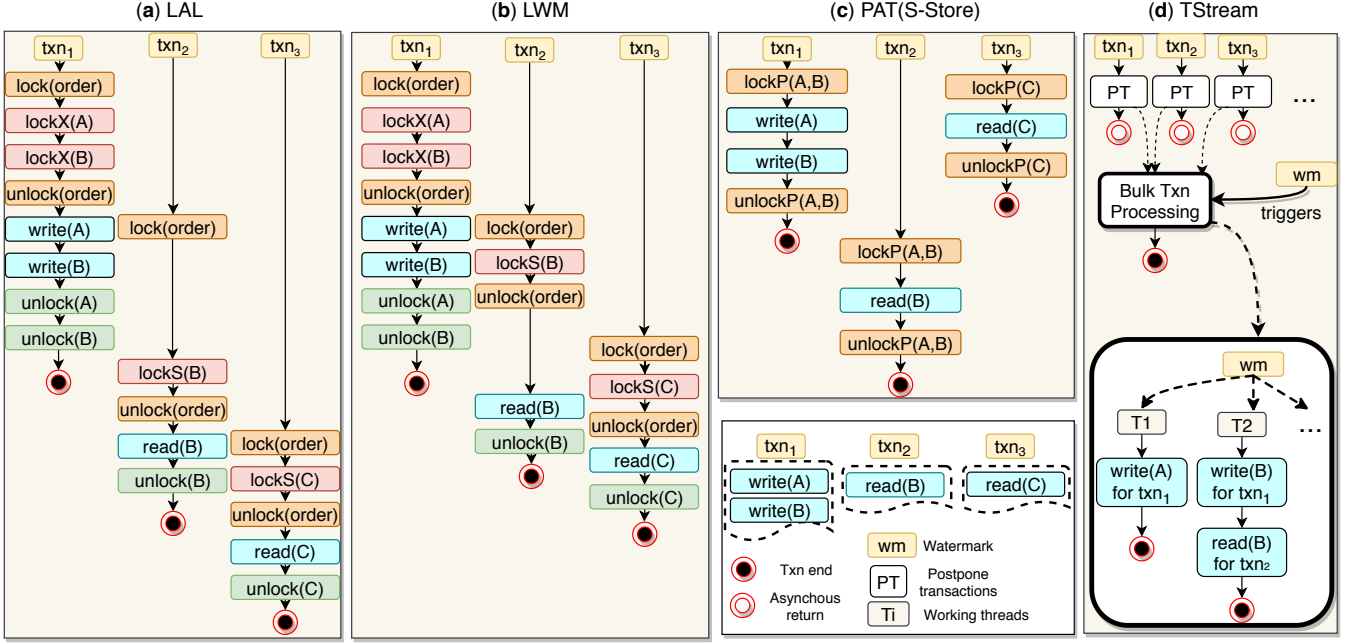 (a) LAL
txn1
txn2
txn3
lock(order)
lockX(A)
lockX(B)
unlock(order)
write(A)
lock(order)
write(B)
unlock(A)
unlock(B)
lockS(B)
unlock(order)
read(B)
lock(order)
unlock(B)
lockS(C)
unlock(order)
read(C)
unlock(C)
(b) LWM
txn1
txn2
txn3
lock(order)
lockX(A)
lockX(B)
unlock(order)
write(A)
lock(order)
write(B)
lockS(B)
unlock(A)
unlock(order)
unlock(B)
lock(order)
lockS(C)
read(B)
unlock(order)
unlock(B)
read(C)
unlock(C)
(c) PAT(S-Store)
txn1
txn2
txn3
lockP(A,B)
lockP(C)
write(A)
read(C)
write(B)
unlockP(C)
unlockP(A,B)
lockP(A,B)
read(B)
unlockP(A,B)
txn1
txn2
txn3
write(A)
read(B)
read(C)
write(B)
wm
Watermark
Txn end
PT
Postpone
transactions
Asynchous
return
Ti
Working threads
(d) TStream
txn1
txn2
txn3
PT
PT
PT
...
Bulk Txn
Processing
wm
triggers
wm
T1
T2
...
write(A)
for txn1
write(B)
for txn1
read(B)
for txn2